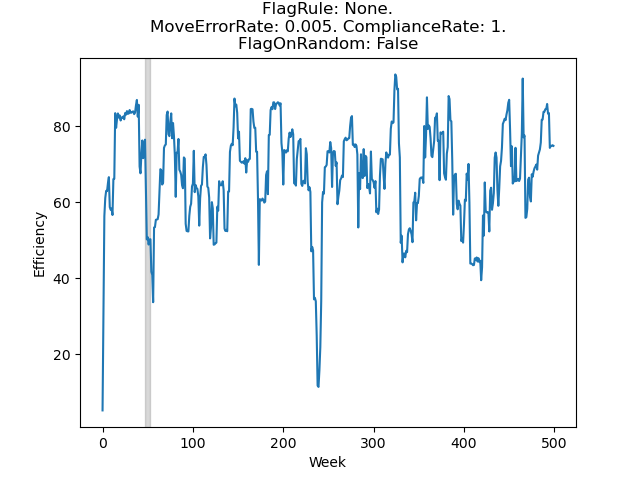 FlagRule: None.
MoveErrorRate: 0.005. ComplianceRate: 1.
FlagOnRandom: False
80
60
40
20
Efficiency
0 100 200 300 400 500
Week